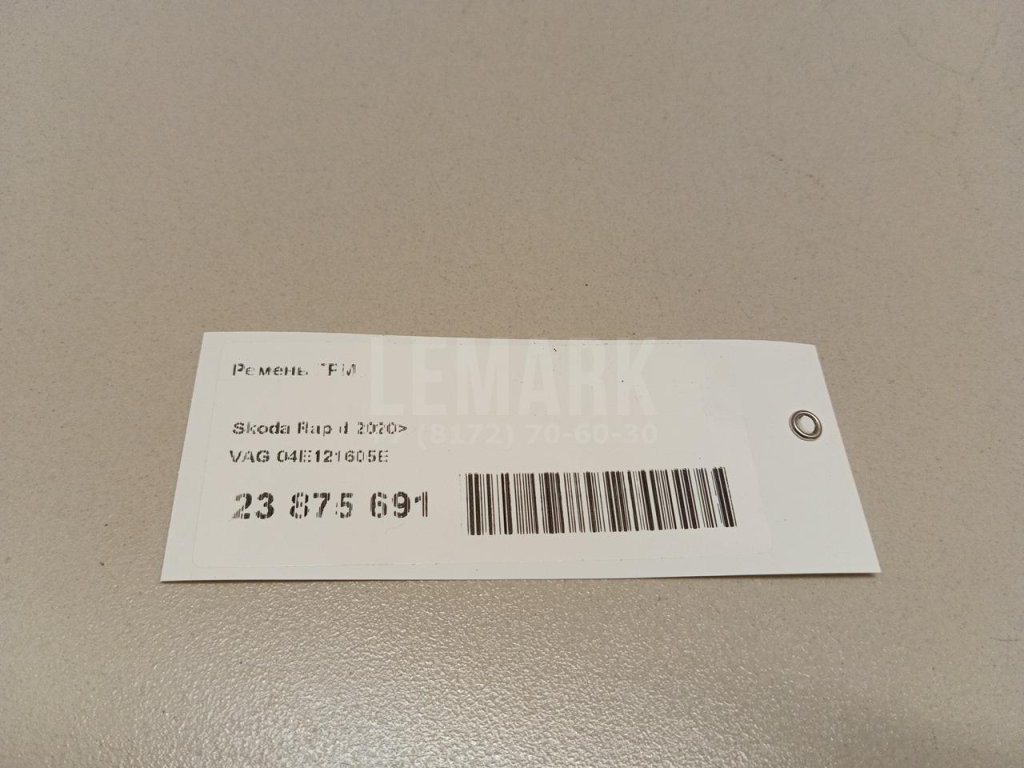 Ремень ГРМ
LEMARK
Skoda Rapid 2020>
(8172) 70-60-30
VAG 04E121605E
23 875 691